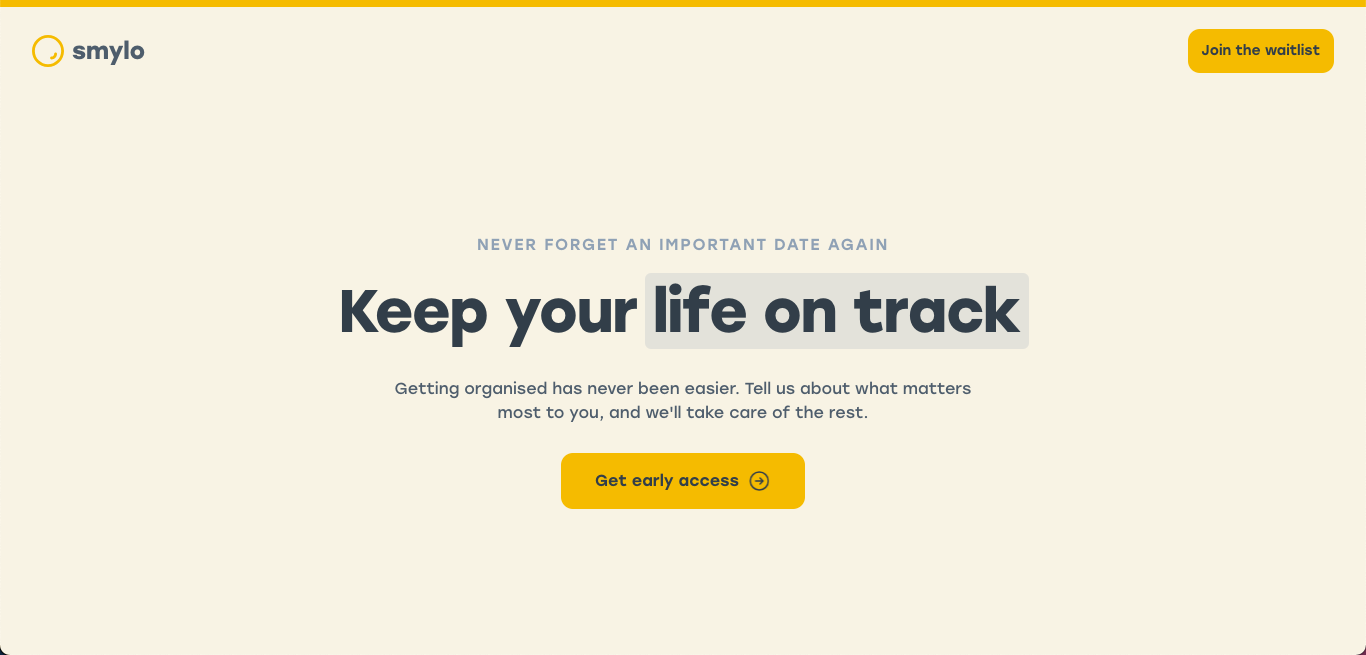 smylo
Join the waitlist
NEVER FORGET AN IMPORTANT DATE AGAIN
Keep your life on track
Getting organised has never been easier. Tell us about what matters
most to you, and we'll take care of the rest.
Get early access